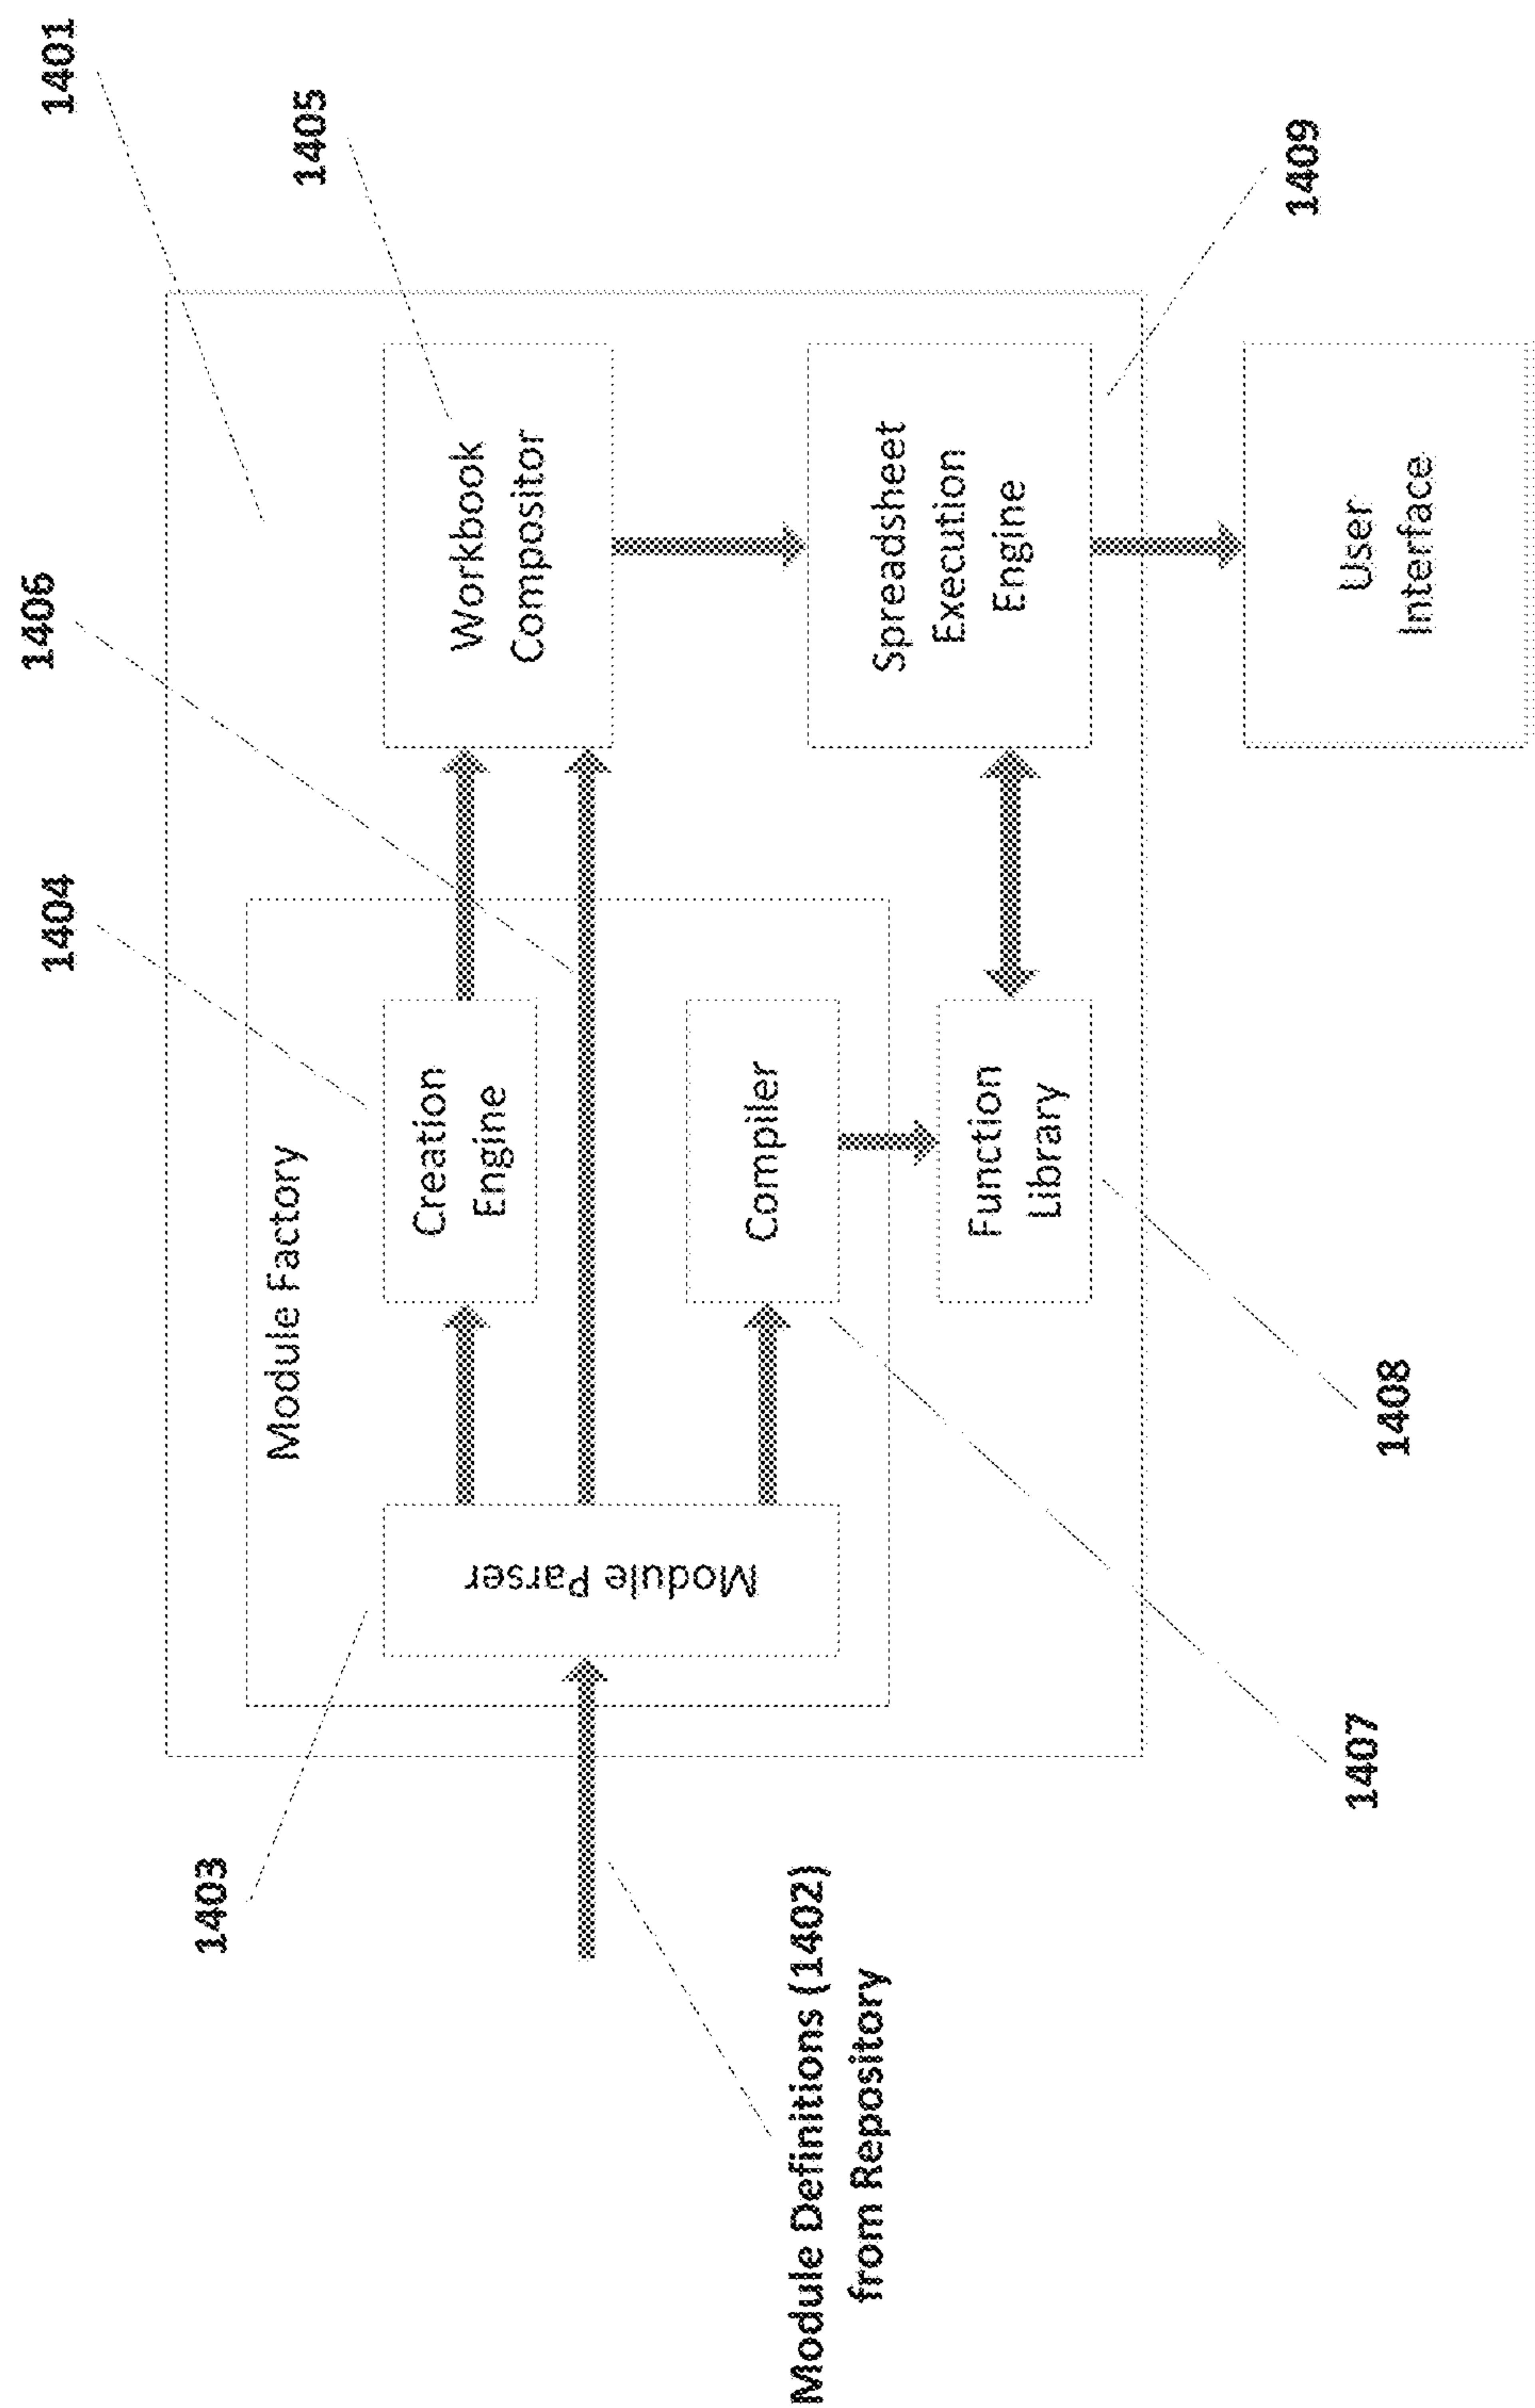 1401
1406
1405
1404
Module Factory
Creation
Engine
Workbook
Compositor
1403
Module Parser
Compiler
Spreadsheet
Execution
Engine
Function
Library
1409
Module Definitions (1402)
from Repository
1407
1408
User
Interface